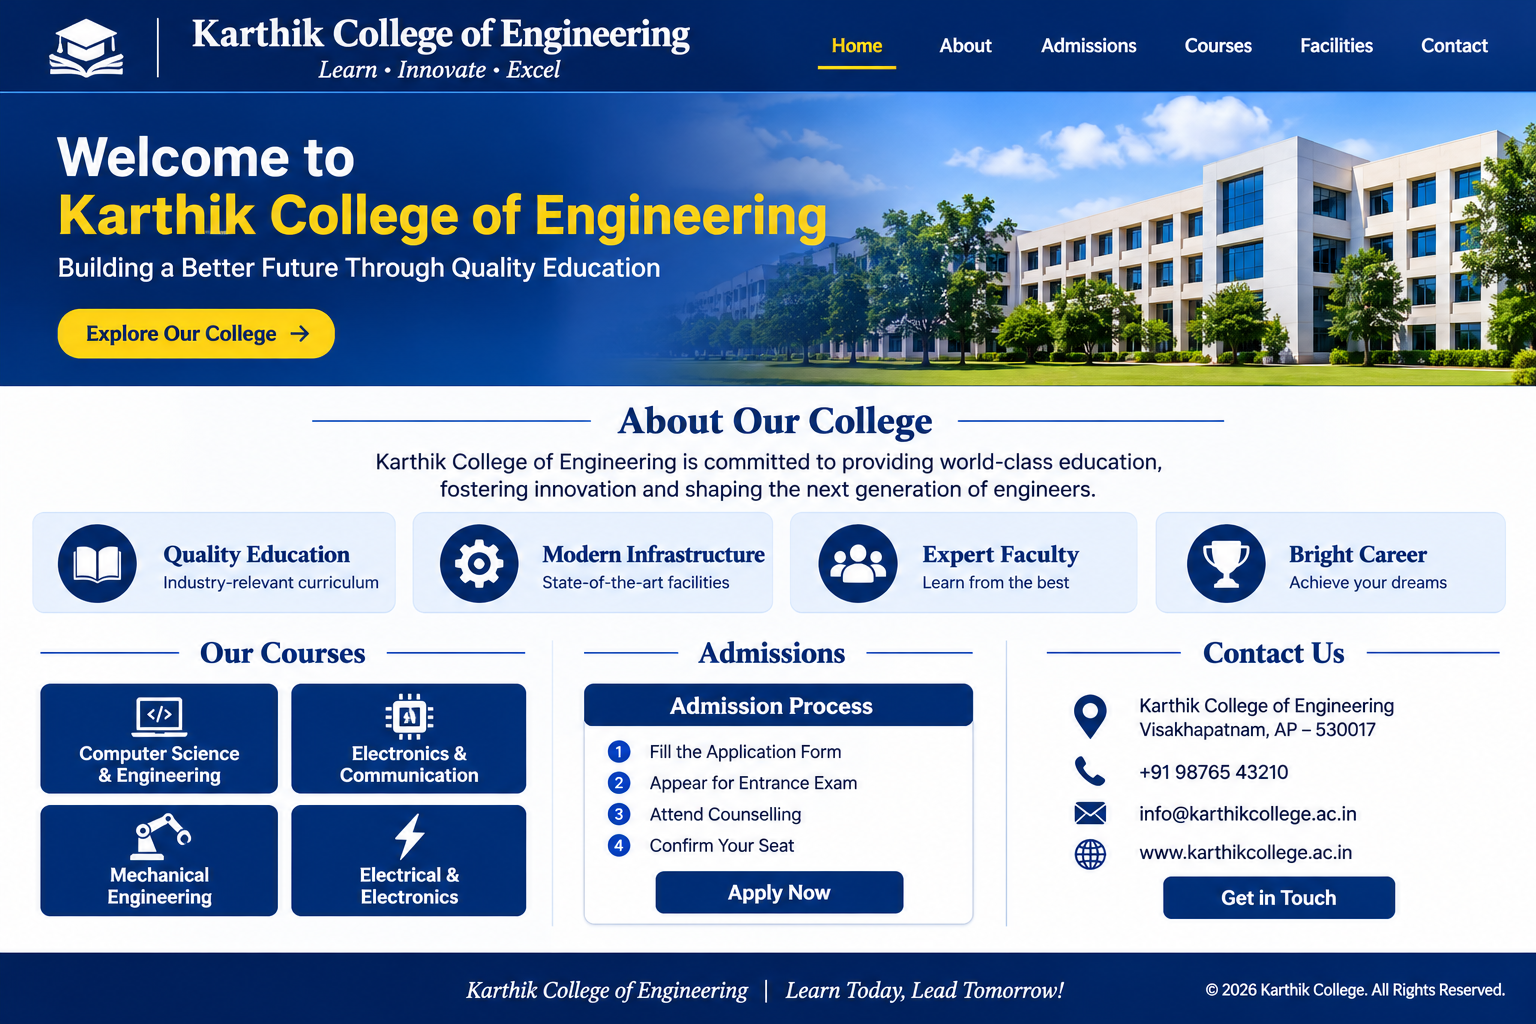 Karthik College of Engineering
Learn • Innovate • Excel
Home About Admissions Courses Facilities Contact
Welcome to
Karthik College of Engineering
Building a Better Future Through Quality Education
Explore Our College →
About Our College
Karthik College of Engineering is committed to providing world-class education,
fostering innovation and shaping the next generation of engineers.
Quality Education
Industry-relevant curriculum
Modern Infrastructure
State-of-the-art facilities
Expert Faculty
Learn from the best
Bright Career
Achieve your dreams
Our Courses
</>
Computer Science
& Engineering
Electronics &
Communication
Mechanical
Engineering
Electrical &
Electronics
Admissions
Admission Process
1 Fill the Application Form
2 Appear for Entrance Exam
3 Attend Counselling
4 Confirm Your Seat
Apply Now
Contact Us
Karthik College of Engineering
Visakhapatnam, AP – 530017
+91 98765 43210
info@karthikcollege.ac.in
www.karthikcollege.ac.in
Get in Touch
Karthik College of Engineering | Learn Today, Lead Tomorrow!
© 2026 Karthik College. All Rights Reserved.